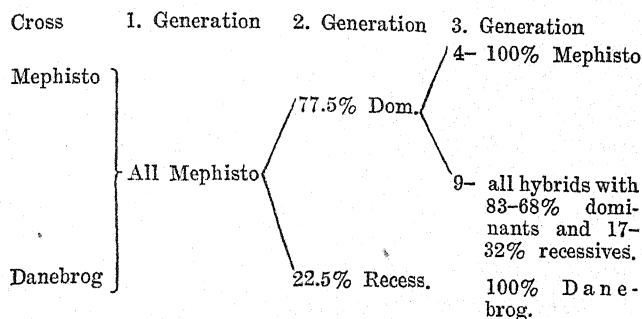 Cross 1. Generation 2. Generation 3. Generation
4– 100% Mephisto
Mephisto
77.5% Dom.
All Mephisto
9– all hybrids with
83–68% domi-
nants and 17–
32% recessives.
Danebrog
22.5% Recess.
100% Dane-
brog.